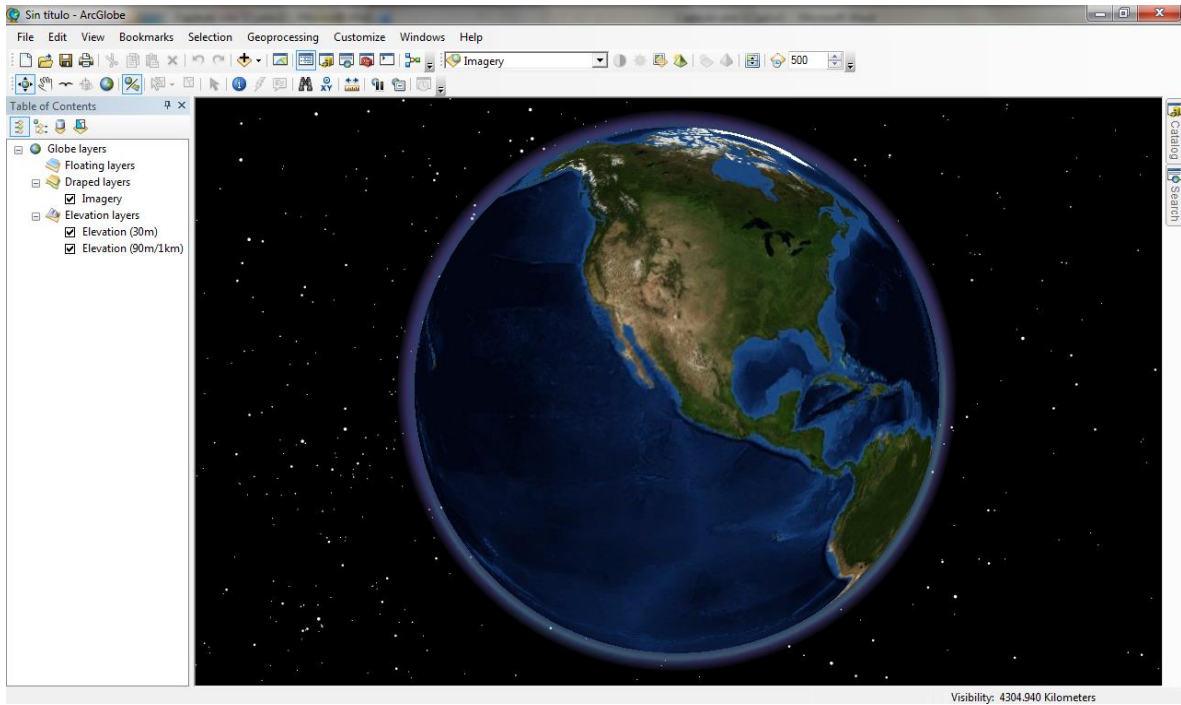 Sin título - ArcGlobe
File Edit View Bookmarks Selection Geoprocessing Customize Windows Help
Imagery 500
Table of Contents
Globe layers
Floating layers
Draped layers
Imagery
Elevation layers
Elevation (30m)
Elevation (90m/1km)
Catalog
Search
Visibility: 4304.940 Kilometers